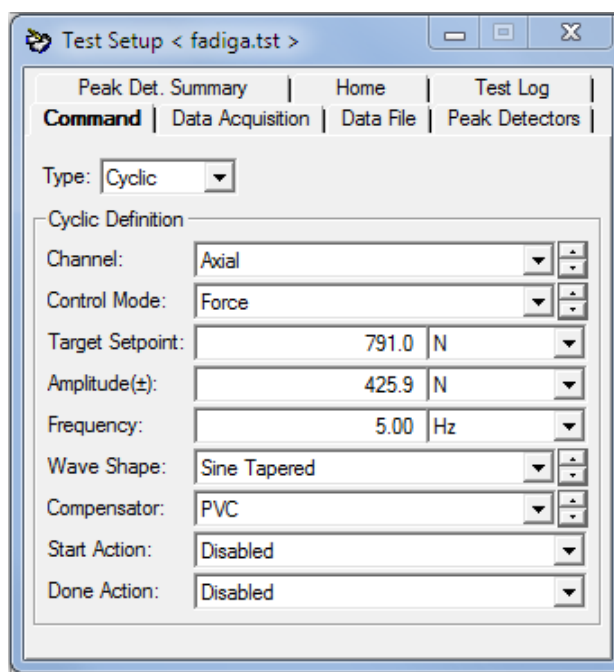 Test Setup < fadiga.tst >
Peak Det. Summary | Home | Test Log |
Command | Data Acquisition | Data File | Peak Detectors |
Type: Cyclic
Cyclic Definition
Channel: Axial
Control Mode: Force
Target Setpoint: 791.0 N
Amplitude(±): 425.9 N
Frequency: 5.00 Hz
Wave Shape: Sine Tapered
Compensator: PVC
Start Action: Disabled
Done Action: Disabled